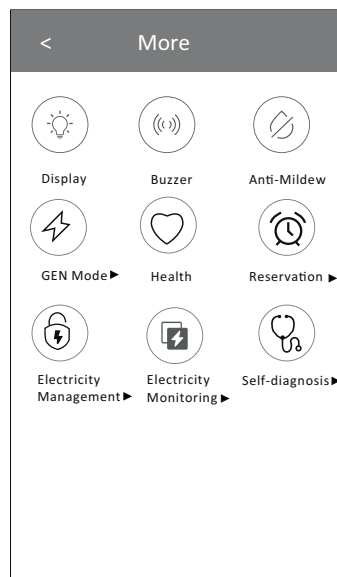 < More
Display Buzzer Anti-Mildew
GEN Mode▶ Health Reservation ▶
Electricity Electricity Self-diagnosis▶
Management▶ Monitoring ▶